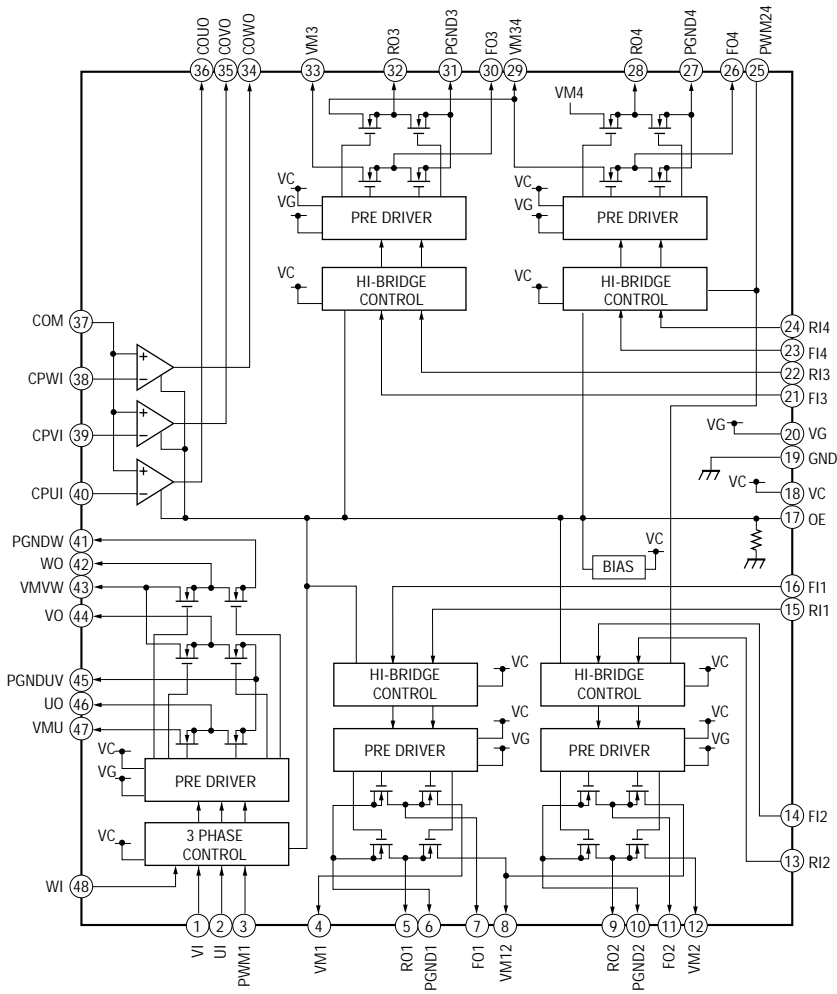 COUO
COVO
COWO
VM3
RO3
PGND3
FO3
VM34
RO4
PGND4
FO4
PWM24
36
35
34
33
32
31
30
29
28
27
26
25
VM4
VC
VG
PRE DRIVER
VC
VG
PRE DRIVER
VC
HI-BRIDGE
CONTROL
VC
HI-BRIDGE
CONTROL
COM 37
CPWI 38
CPVI 39
CPUI 40
+
−
+
−
+
−
24 RI4
23 FI4
22 RI3
21 FI3
VG 20 VG
19 GND
VC 18 VC
17 OE
BIAS
VC
16 FI1
15 RI1
PGNDW 41
WO 42
VMVW 43
VO 44
PGNDUV 45
UO 46
VMU 47
VC
VG
PRE DRIVER
VC
3 PHASE
CONTROL
WI 48
HI-BRIDGE
CONTROL
VC
HI-BRIDGE
CONTROL
VC
PRE DRIVER
VC
VG
PRE DRIVER
VC
VG
14 FI2
13 RI2
1
2
3
4
5
6
7
8
9
10
11
12
VI
UI
PWM1
VM1
RO1
PGND1
FO1
VM12
RO2
PGND2
FO2
VM2